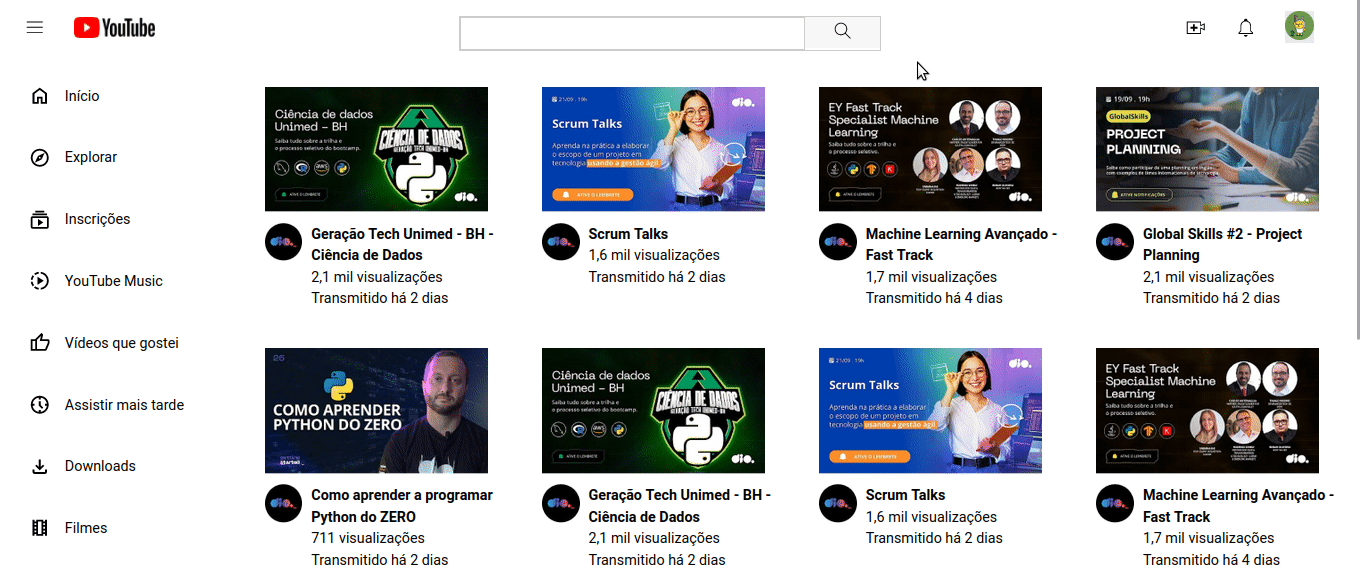 YouTube
Início
Explorar
Inscrições
YouTube Music
Vídeos que gostei
Assistir mais tarde
Downloads
Filmes
Ciência de dados
Unimed - BH
Saiba tudo sobre a trilha e
o processo seletivo do bootcamp.
ATIVE O LEMBRETE
CIÊNCIA DE DADOS
GERAÇÃO TECH UNIMED-BH
dio.
Geração Tech Unimed - BH -
Ciência de Dados
2,1 mil visualizações
Transmitido há 2 dias
21/09 . 19h
dio.
Scrum Talks
Aprenda na prática a elaborar
o escopo de um projeto em
tecnologia usando a gestão ágil.
ATIVE O LEMBRETE
Scrum Talks
1,6 mil visualizações
Transmitido há 2 dias
EY Fast Track
Specialist Machine
Learning
Saiba tudo sobre a trilha e
o processo seletivo.
ATIVE O LEMBRETE
dio.
Machine Learning Avançado -
Fast Track
1,7 mil visualizações
Transmitido há 4 dias
19/09 . 19h
GlobalSkills
PROJECT
PLANNING
ATIVE NOTIFICAÇÕES
dio.
Global Skills #2 - Project
Planning
2,1 mil visualizações
Transmitido há 2 dias
COMO APRENDER
PYTHON DO ZERO
Como aprender a programar
Python do ZERO
711 visualizações
Transmitido há 2 dias
Ciência de dados
Unimed - BH
Saiba tudo sobre a trilha e
o processo seletivo do bootcamp.
ATIVE O LEMBRETE
CIÊNCIA DE DADOS
GERAÇÃO TECH UNIMED-BH
dio.
Geração Tech Unimed - BH -
Ciência de Dados
2,1 mil visualizações
Transmitido há 2 dias
21/09 . 19h
dio.
Scrum Talks
Aprenda na prática a elaborar
o escopo de um projeto em
tecnologia usando a gestão ágil.
ATIVE O LEMBRETE
Scrum Talks
1,6 mil visualizações
Transmitido há 2 dias
EY Fast Track
Specialist Machine
Learning
Saiba tudo sobre a trilha e
o processo seletivo.
ATIVE O LEMBRETE
dio.
Machine Learning Avançado -
Fast Track
1,7 mil visualizações
Transmitido há 4 dias